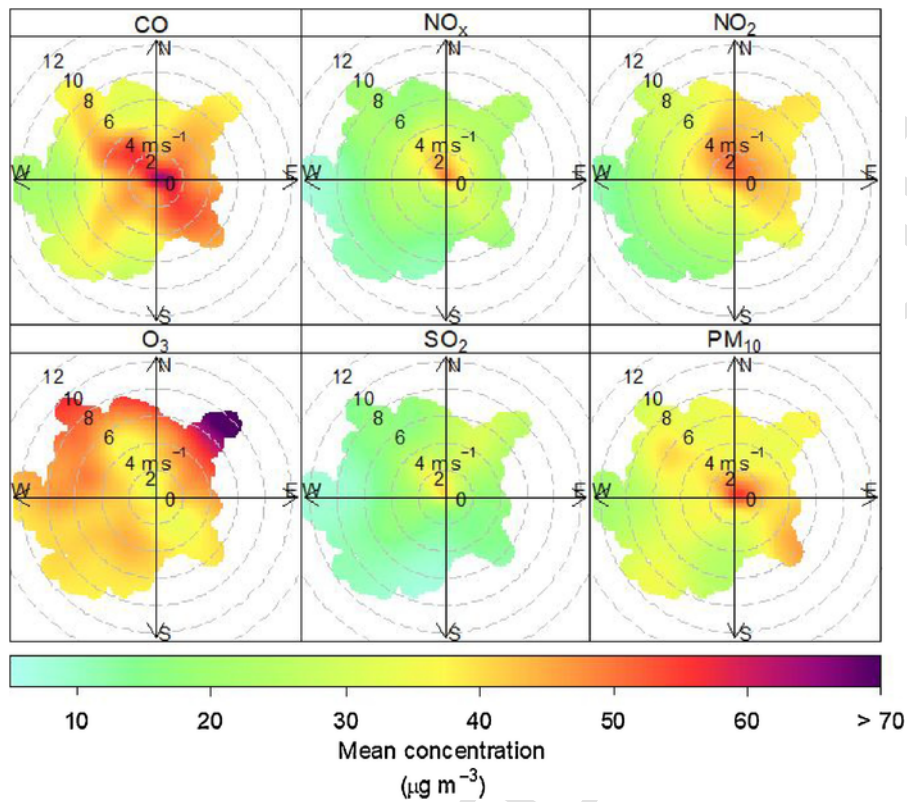 CO NOₓ NO₂
N N N
12 12 12
10 10 10
8 8 8
6 6 6
4 m s⁻¹ 4 m s⁻¹ 4 m s⁻¹
2 2 2
W 0 E W 0 E W 0 E
S S S
O₃ SO₂ PM₁₀
N N N
12 12 12
10 10 10
8 8 8
6 6 6
4 m s⁻¹ 4 m s⁻¹ 4 m s⁻¹
2 2 2
W 0 E W 0 E W 0 E
S S S
10 20 30 40 50 60 > 70
Mean concentration
(μg m⁻³)